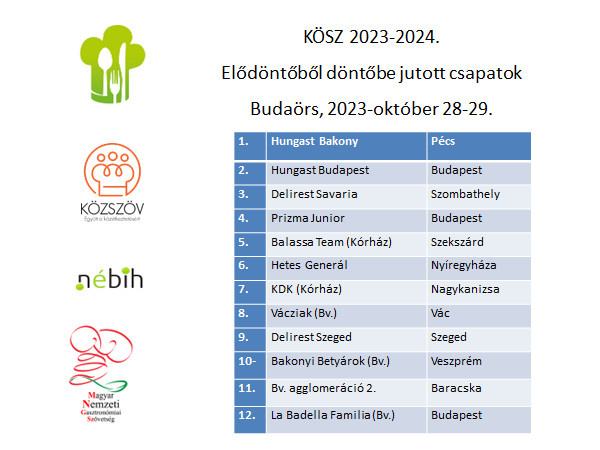 KÖSZ 2023-2024.
Elődöntőből döntőbe jutott csapatok
Budaörs, 2023-október 28-29.
1. Hungast Bakony Pécs
2. Hungast Budapest Budapest
3. Delirest Savaria Szombathely
4. Prizma Junior Budapest
5. Balassa Team (Kórház) Szekszárd
6. Hetes Generál Nyíregyháza
7. KDK (Kórház) Nagykanizsa
8. Vácziak (Bv.) Vác
9. Delirest Szeged Szeged
10- Bakonyi Betyárok (Bv.) Veszprém
11. Bv. agglomeráció 2. Baracska
12. La Badella Familia (Bv.) Budapest
KÖZSZÖV
Együtt a közétkeztetésért
nébih
Magyar
Nemzeti
Gasztronómiai
Szövetség